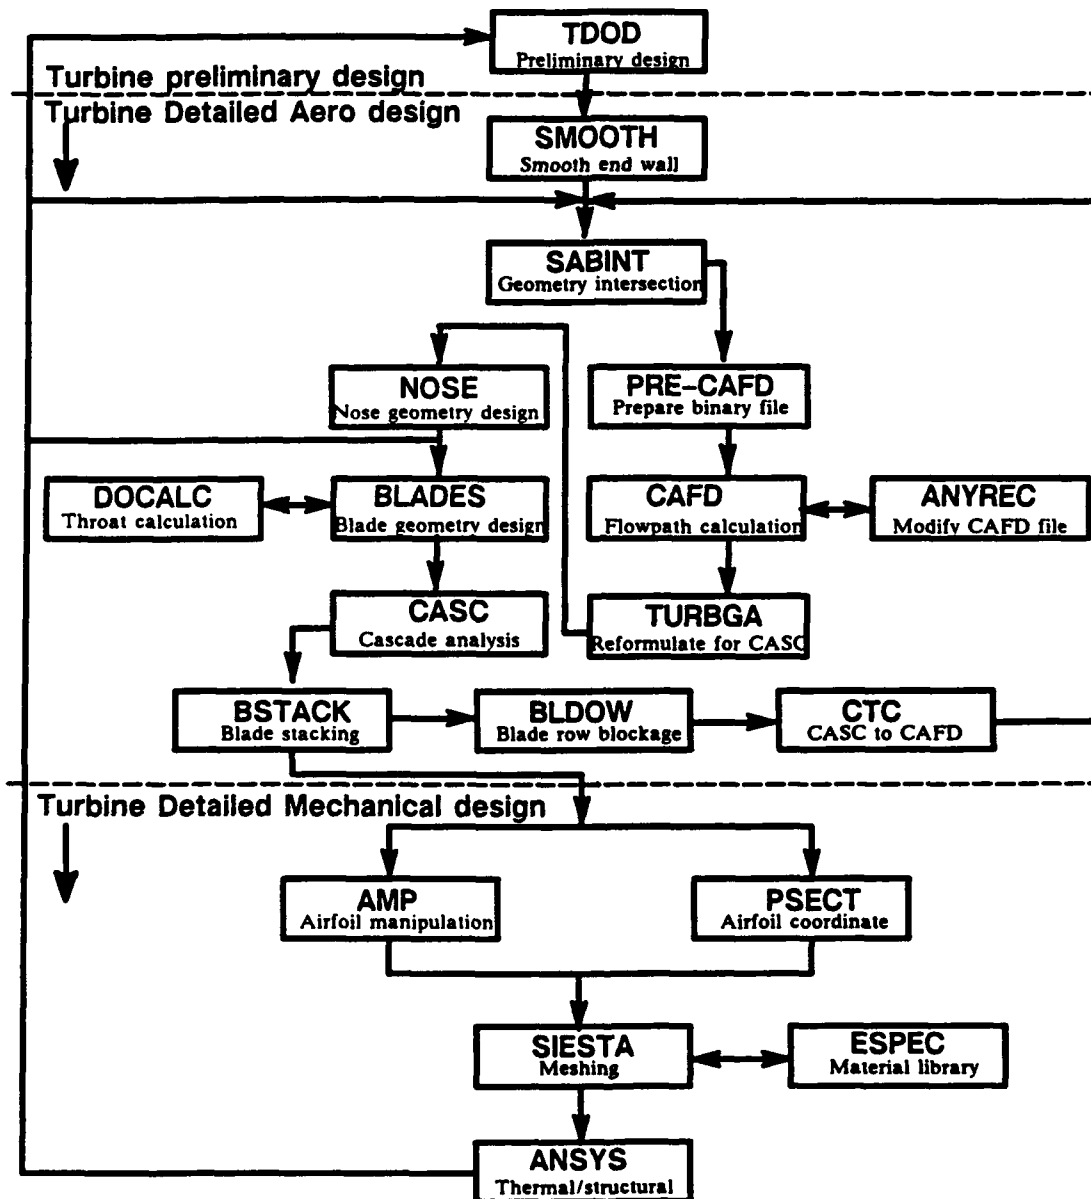 TDOD
Preliminary design
Turbine preliminary design
Turbine Detailed Aero design
SMOOTH
Smooth end wall
SABINT
Geometry intersection
NOSE
Nose geometry design
PRE-CAFD
Prepare binary file
DOCALC
Throat calculation
BLADES
Blade geometry design
CAFD
Flowpath calculation
ANYREC
Modify CAFD file
CASC
Cascade analysis
TURBGA
Reformulate for CASC
BSTACK
Blade stacking
BLDOW
Blade row blockage
CTC
CASC to CAFD
Turbine Detailed Mechanical design
AMP
Airfoil manipulation
PSECT
Airfoil coordinate
SIESTA
Meshing
ESPEC
Material library
ANSYS
Thermal/structural